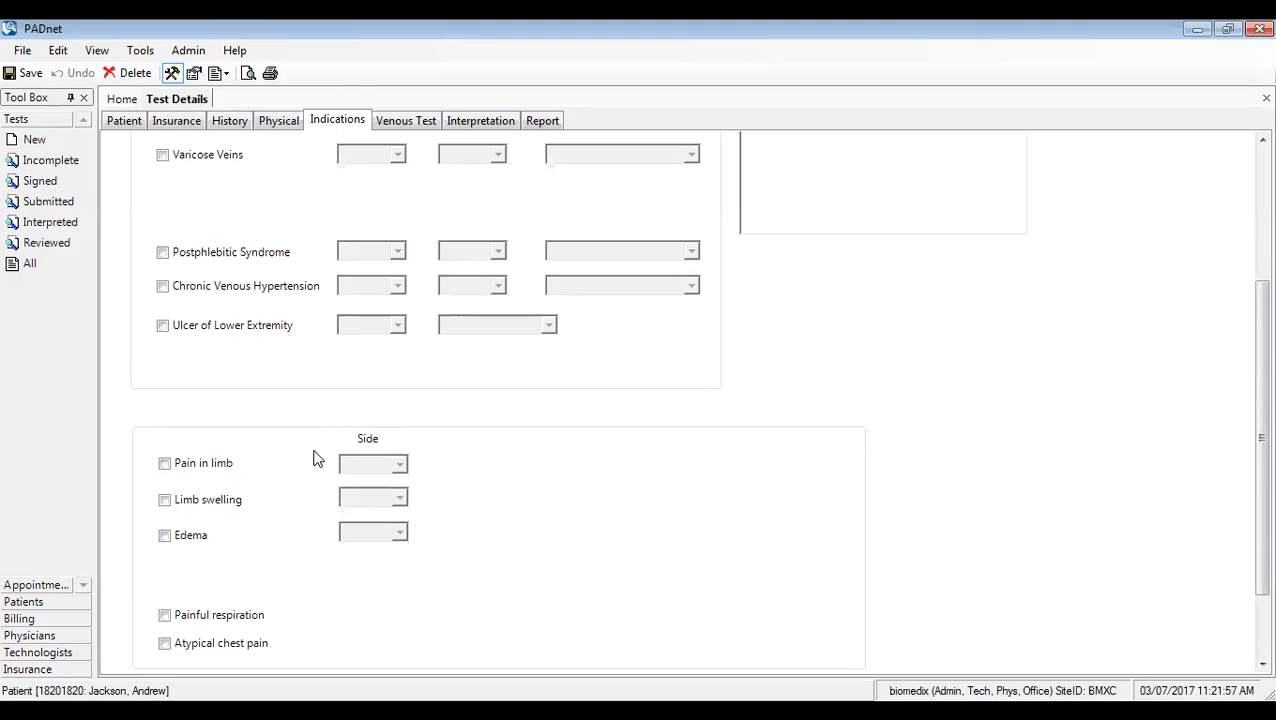 PADnet
File Edit View Tools Admin Help
Save Undo Delete
Tool Box
Home Test Details
Tests
Patient Insurance History Physical Indications Venous Test Interpretation Report
New
Incomplete
Signed
Submitted
Interpreted
Reviewed
All
Varicose Veins
Postphlebitic Syndrome
Chronic Venous Hypertension
Ulcer of Lower Extremity
Side
Pain in limb
Limb swelling
Edema
Painful respiration
Atypical chest pain
Appointme...
Patients
Billing
Physicians
Technologists
Insurance
Patient [18201820: Jackson, Andrew] biomedix (Admin, Tech, Phys, Office) SiteID: BMXC 03/07/2017 11:21:57 AM